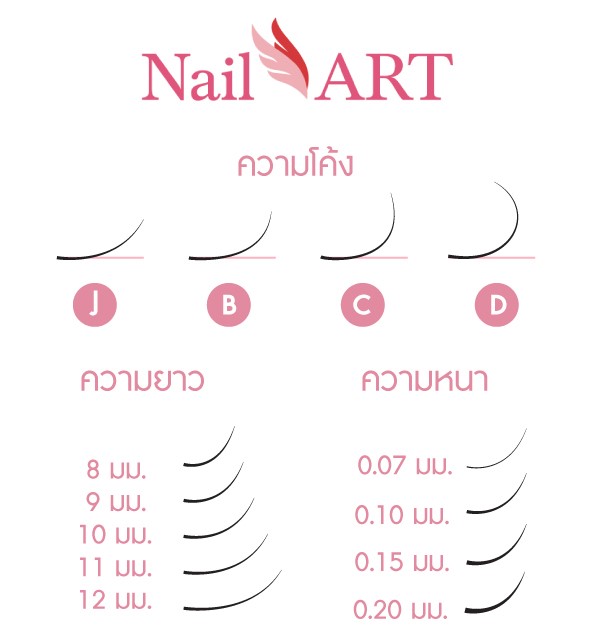 Nail ART
ความโค้ง
J B C D
ความยาว
8 มม.
9 มม.
10 มม.
11 มม.
12 มม.
ความหนา
0.07 มม.
0.10 มม.
0.15 มม.
0.20 มม.